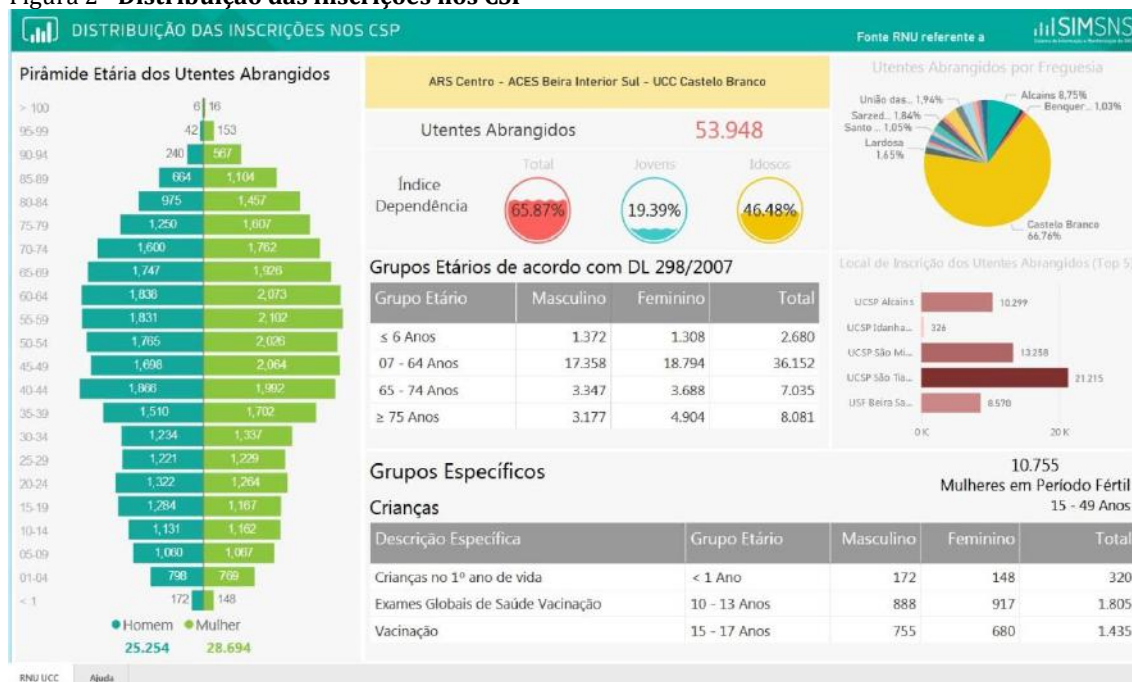 Figura 2 - Distribuição das inscrições nos CSP
DISTRIBUIÇÃO DAS INSCRIÇÕES NOS CSP
Fonte RNU referente a
SIMSNS
Pirâmide Etária dos Utentes Abrangidos
> 100 6 16
95-99 42 153
90-94 240 567
85-89 664 1,104
80-84 975 1,457
75-79 1,250 1,607
70-74 1,600 1,762
65-69 1,747 1,926
60-64 1,836 2,073
55-59 1,831 2,102
50-54 1,765 2,026
45-49 1,698 2,064
40-44 1,866 1,992
35-39 1,510 1,702
30-34 1,234 1,337
25-29 1,221 1,229
20-24 1,322 1,264
15-19 1,284 1,167
10-14 1,131 1,162
05-09 1,060 1,067
01-04 798 769
< 1 172 148
Homem Mulher
25.254 28.694
ARS Centro - ACES Beira Interior Sul - UCC Castelo Branco
Utentes Abrangidos 53.948
Índice
Dependência
Total Jovens Idosos
65.87% 19.39% 46.48%
Utentes Abrangidos por Freguesia
União das... 1,94%
Sarzed... 1,84%
Santo ... 1,05%
Lardosa
1,65%
Alcains 8,75%
Benquer... 1,03%
Castelo Branco
66,76%
Grupos Etários de acordo com DL 298/2007
Grupo Etário Masculino Feminino Total
≤ 6 Anos 1.372 1.308 2.680
07 - 64 Anos 17.358 18.794 36.152
65 - 74 Anos 3.347 3.688 7.035
≥ 75 Anos 3.177 4.904 8.081
Local de Inscrição dos Utentes Abrangidos (Top 5)
UCSP Alcains 10.299
UCSP Idanha... 326
UCSP São Mi... 13.258
UCSP São Tia... 21.215
USF Beira Sa... 8.570
0 K 20 K
Grupos Específicos
10.755
Mulheres em Período Fértil
15 - 49 Anos
Crianças
Descrição Específica Grupo Etário Masculino Feminino Total
Crianças no 1º ano de vida < 1 Ano 172 148 320
Exames Globais de Saúde Vacinação 10 - 13 Anos 888 917 1.805
Vacinação 15 - 17 Anos 755 680 1.435
RNU UCC Ajuda